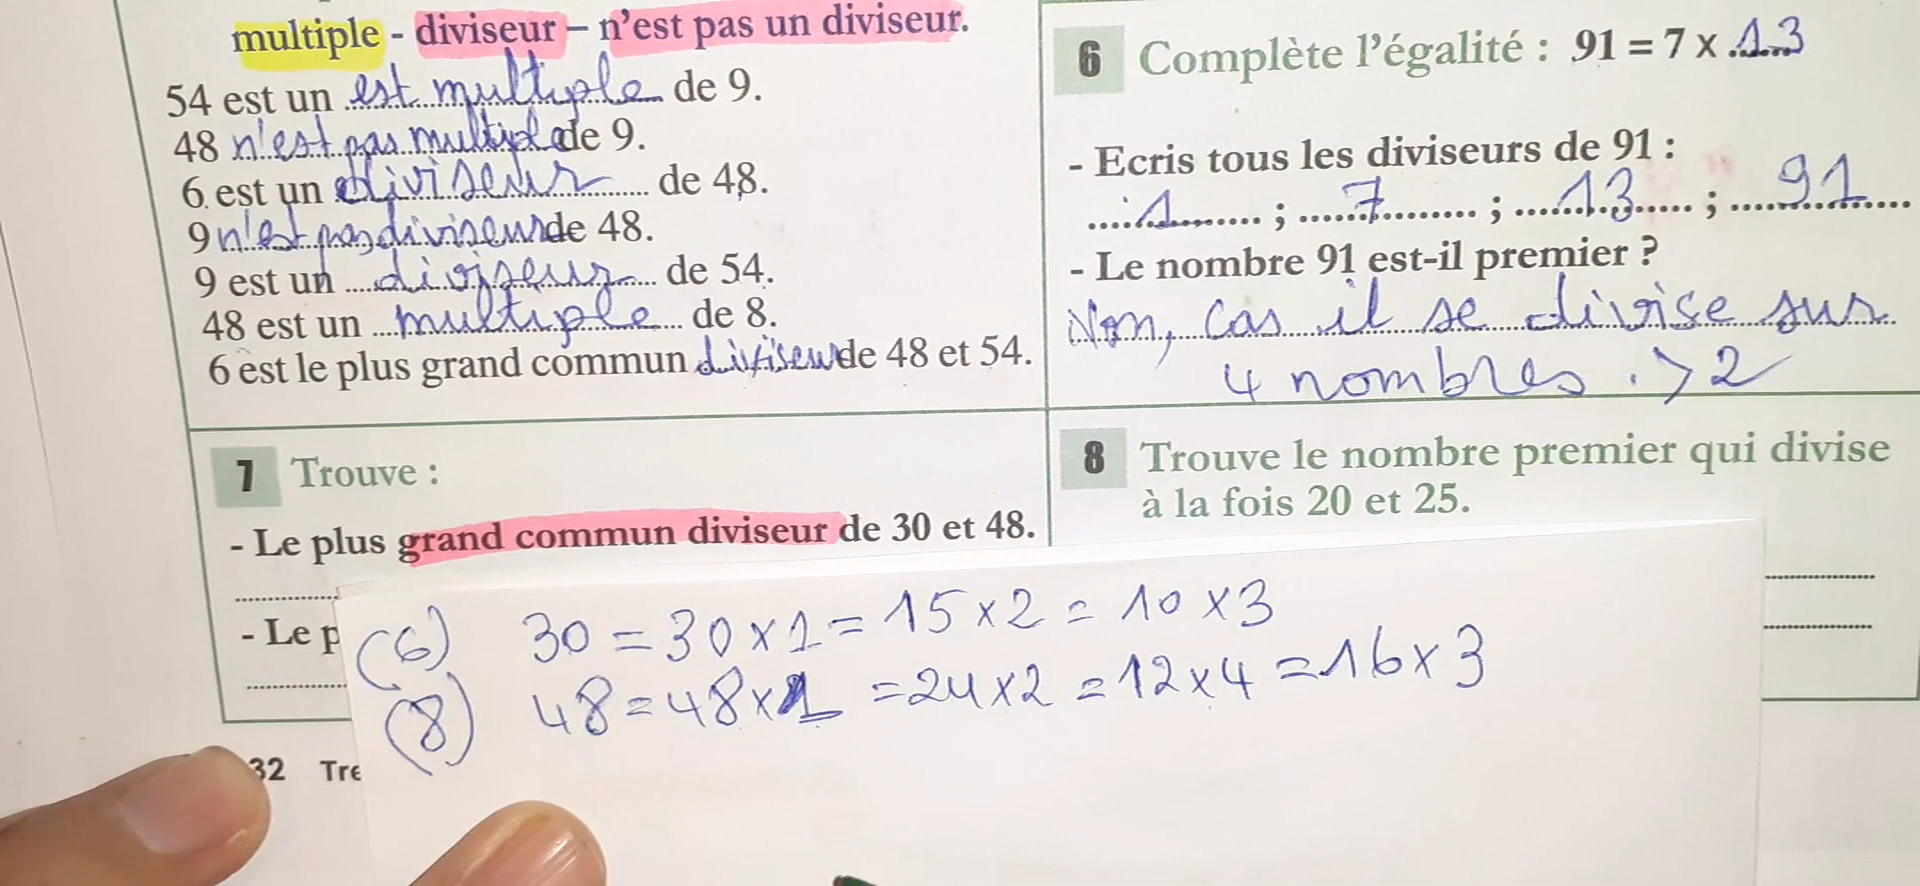 multiple - diviseur – n'est pas un diviseur.
54 est un est multiple de 9.
48 n'est pas multiple de 9.
6 est un diviseur de 48.
9 n'est pas diviseur de 48.
9 est un diviseur de 54.
48 est un multiple de 8.
6 est le plus grand commun diviseur de 48 et 54.
6 Complète l'égalité : 91 = 7 x 13
- Ecris tous les diviseurs de 91 :
1 ; 7 ; 13 ; 91
- Le nombre 91 est-il premier ?
Non, cas il se divise sur
4 nombres . > 2
7 Trouve :
- Le plus grand commun diviseur de 30 et 48.
- Le p
8 Trouve le nombre premier qui divise
à la fois 20 et 25.
(6) 30 = 30 x 1 = 15 x 2 = 10 x 3
(8) 48 = 48 x 1 = 24 x 2 = 12 x 4 = 16 x 3
32 Tre